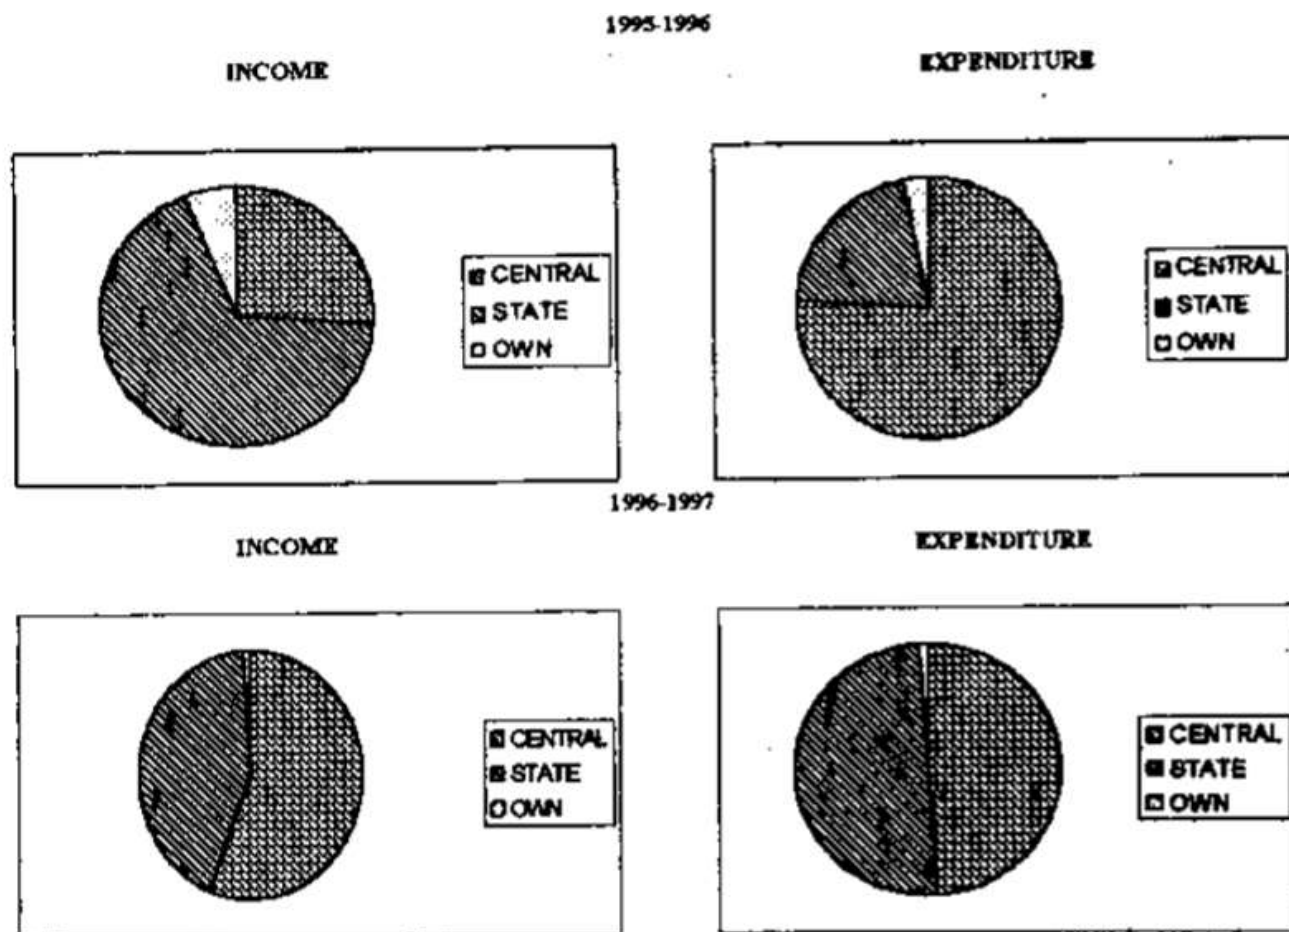 1995-1996
INCOME
EXPENDITURE
CENTRAL
STATE
OWN
CENTRAL
STATE
OWN
1996-1997
INCOME
EXPENDITURE
CENTRAL
STATE
OWN
CENTRAL
STATE
OWN